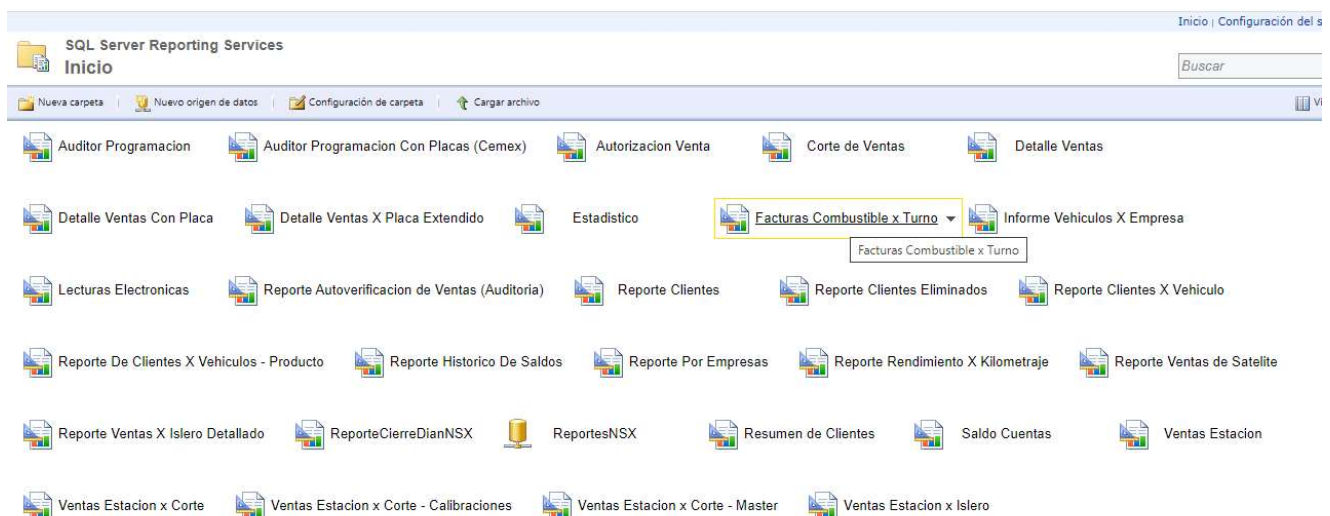 Inicio | Configuración del s
SQL Server Reporting Services
Inicio
Buscar
Nueva carpeta | Nuevo origen de datos | Configuración de carpeta | Cargar archivo Vi
Auditor Programacion Auditor Programacion Con Placas (Cemex) Autorizacion Venta Corte de Ventas Detalle Ventas
Detalle Ventas Con Placa Detalle Ventas X Placa Extendido Estadistico Facturas Combustible x Turno Informe Vehiculos X Empresa
Facturas Combustible x Turno
Lecturas Electronicas Reporte Autoverificacion de Ventas (Auditoria) Reporte Clientes Reporte Clientes Eliminados Reporte Clientes X Vehiculo
Reporte De Clientes X Vehiculos - Producto Reporte Historico De Saldos Reporte Por Empresas Reporte Rendimiento X Kilometraje Reporte Ventas de Satelite
Reporte Ventas X Islero Detallado ReporteCierreDianNSX ReportesNSX Resumen de Clientes Saldo Cuentas Ventas Estacion
Ventas Estacion x Corte Ventas Estacion x Corte - Calibraciones Ventas Estacion x Corte - Master Ventas Estacion x Islero